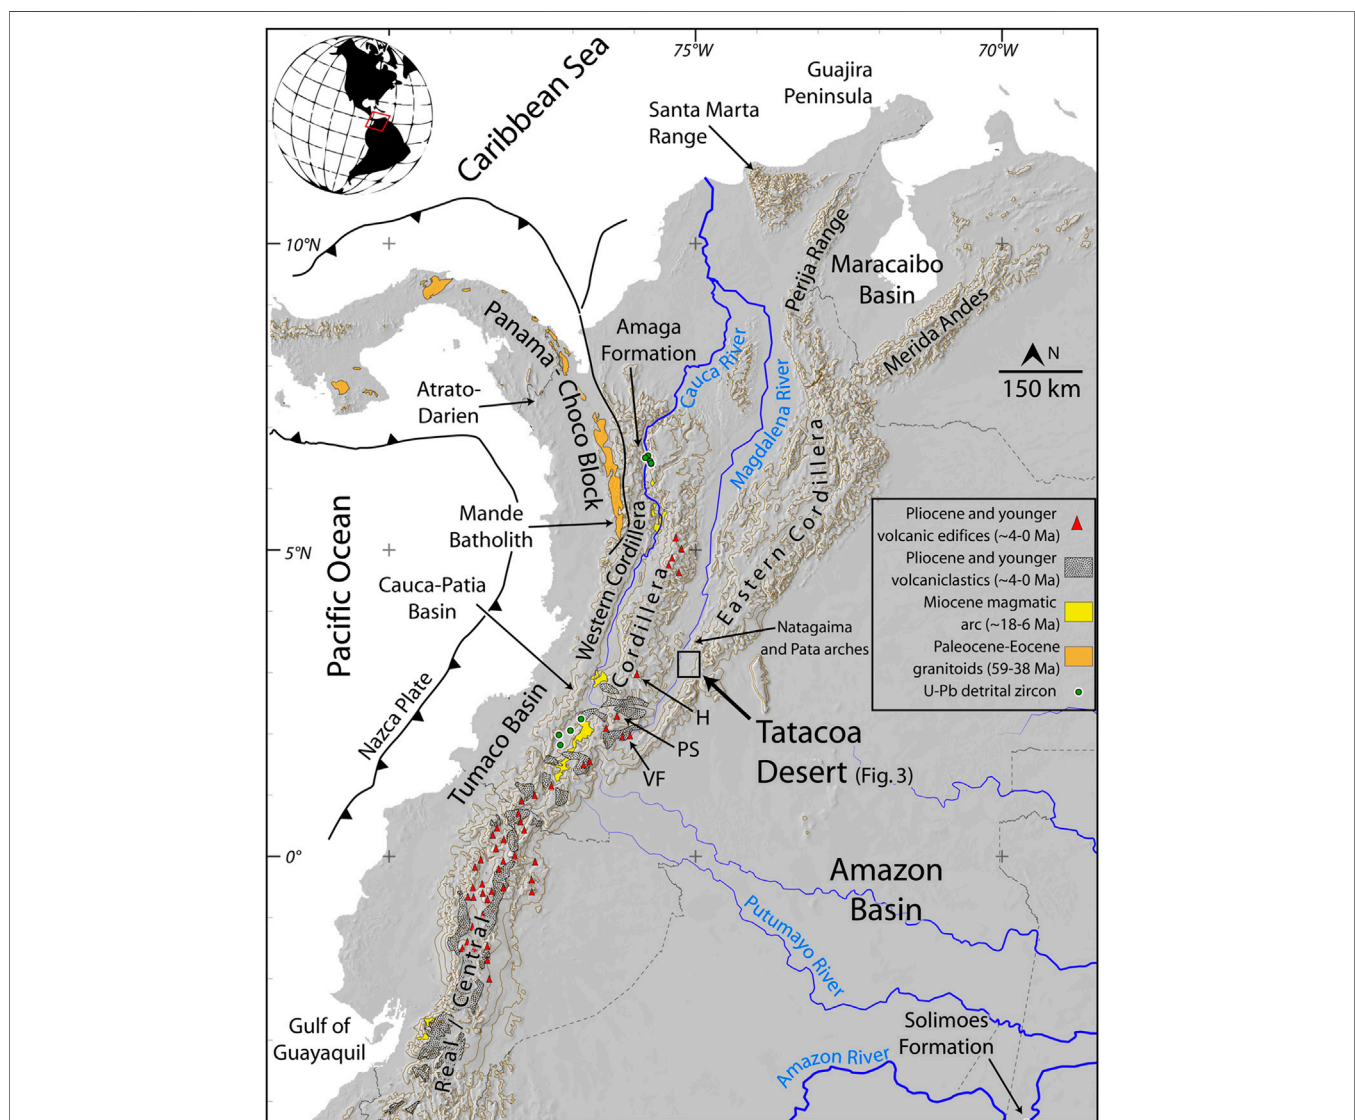 75°W
70°W
Caribbean Sea
Guajira
Peninsula
Santa Marta
Range
10°N
Perija Range
Maracaibo
Basin
Merida Andes
Panama - Choco Block
Amaga
Formation
Cauca River
Magdalena River
N
150 km
Atrato-
Darien
Pacific Ocean
Mande
Batholith
5°N
Cauca-Patia
Basin
Western Cordillera
Eastern Cordillera
Natagaima
and Pata arches
Pliocene and younger
volcanic edifices (~4-0 Ma)
Pliocene and younger
volcaniclastics (~4-0 Ma)
Miocene magmatic
arc (~18-6 Ma)
Paleocene-Eocene
granitoids (59-38 Ma)
U-Pb detrital zircon
Nazca Plate
Tumaco Basin
H
PS
VF
Tatacoa
Desert (Fig. 3)
0°
Amazon
Basin
Putumayo River
Real / Central Cordillera
Gulf of
Guayaquil
Solimoes
Formation
Amazon River